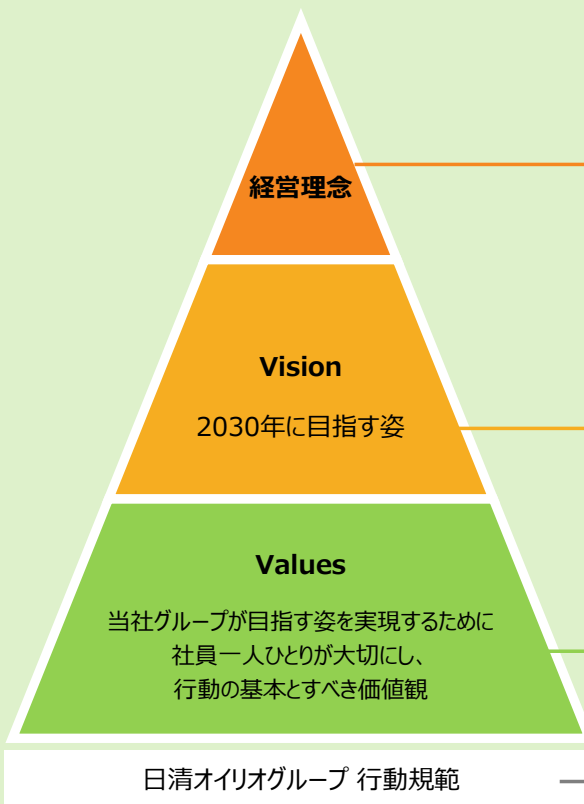 経営理念
Vision
2030年に目指す姿
Values
当社グループが目指す姿を実現するために
社員一人ひとりが大切にし、
行動の基本とすべき価値観
日清オイリオグループ 行動規範